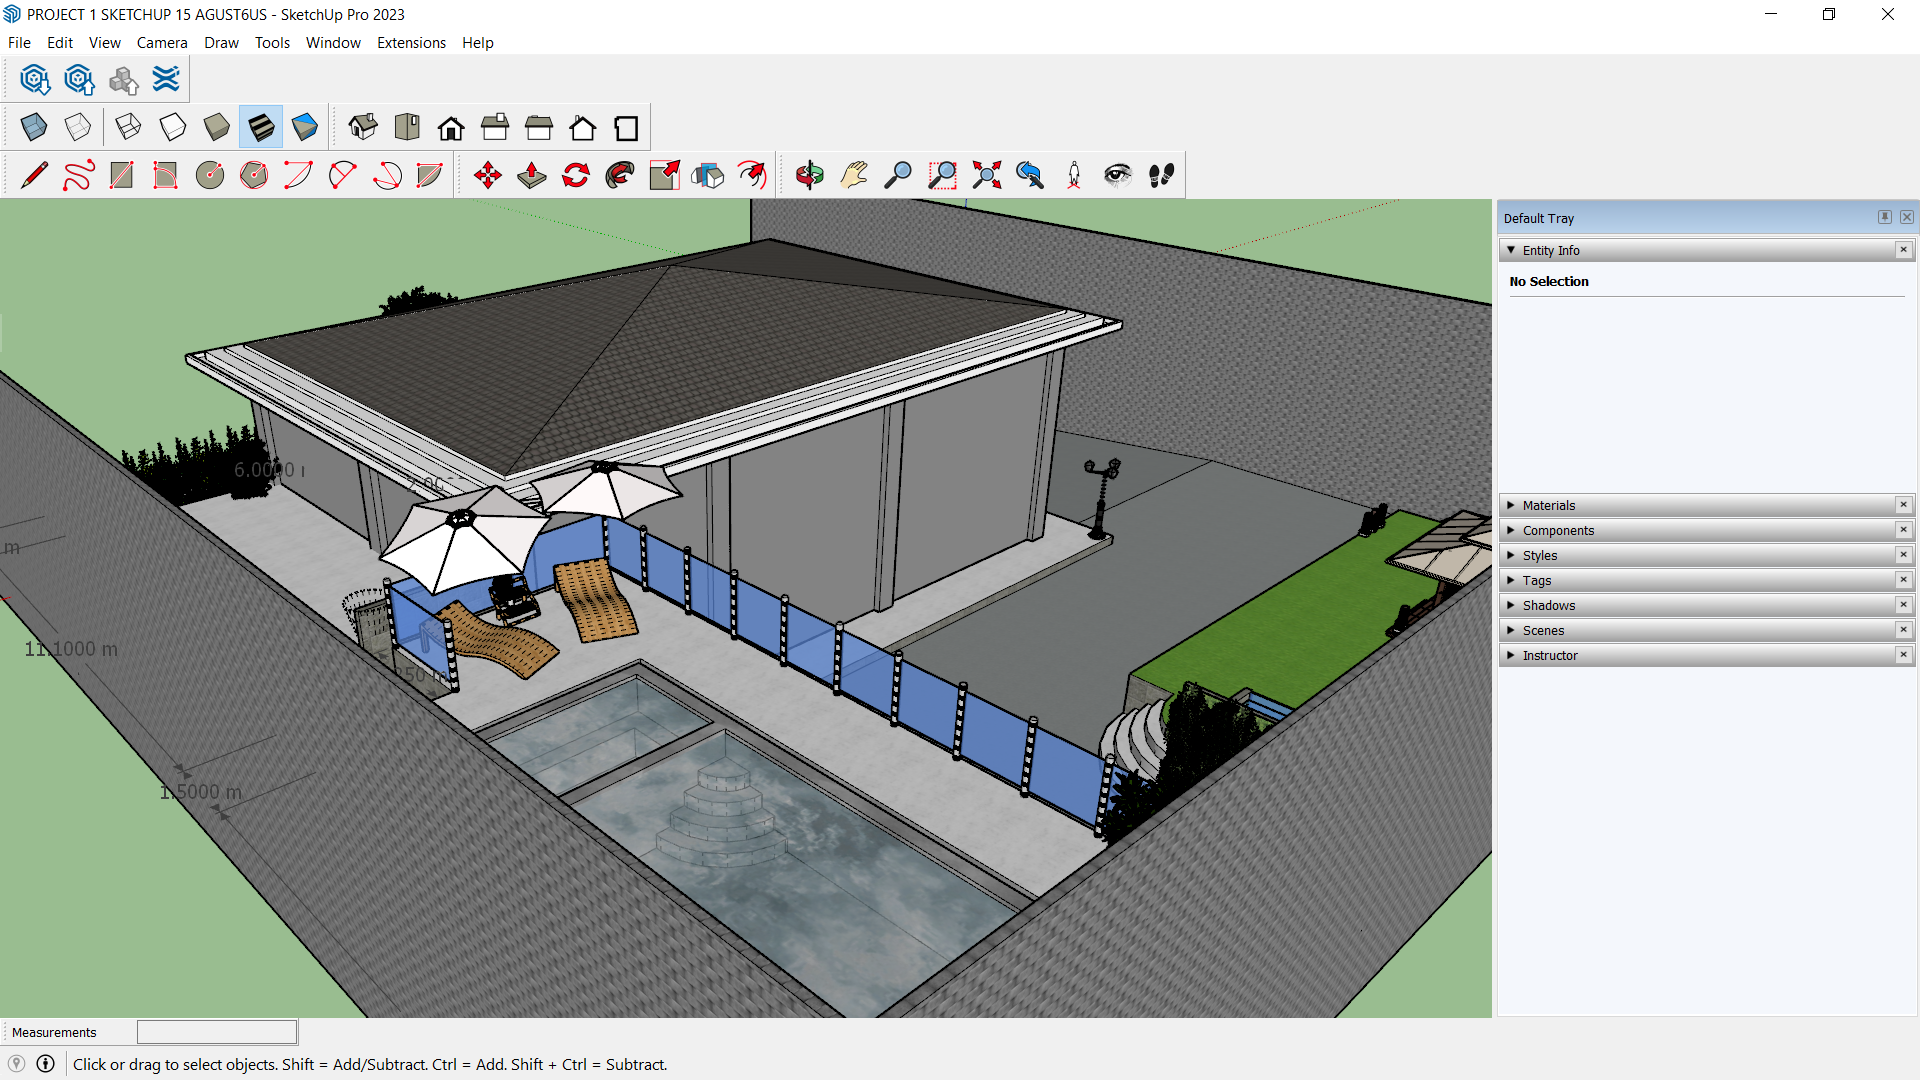 PROJECT 1 SKETCHUP 15 AGUST6US - SketchUp Pro 2023
File Edit View Camera Draw Tools Window Extensions Help
Default Tray
Entity Info
No Selection
6.0000
11.1000 m
1.5000 m
m
Materials
Components
Styles
Tags
Shadows
Scenes
Instructor
Measurements
Click or drag to select objects. Shift = Add/Subtract. Ctrl = Add. Shift + Ctrl = Subtract.